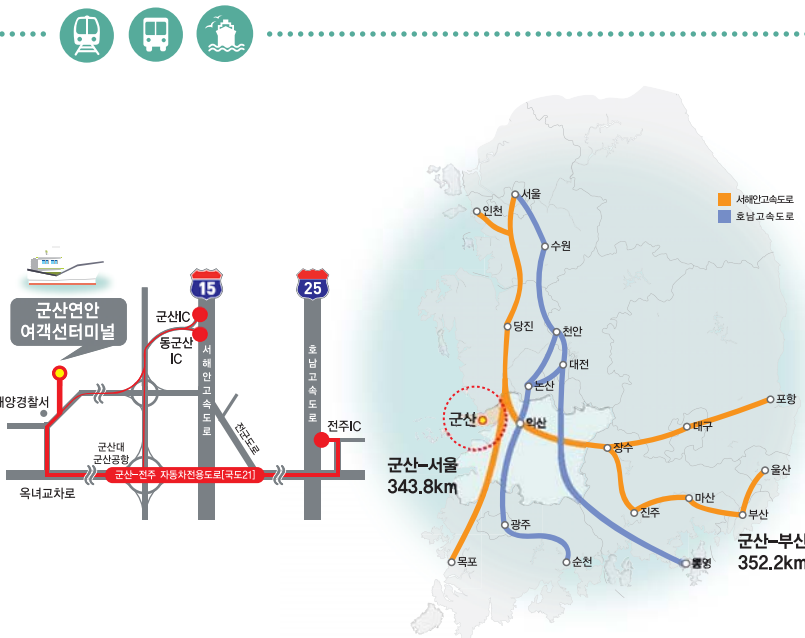 서울
인천
서해안고속도로
호남고속도로
수원
15
25
군산연안
여객선터미널
군산IC
동군산
IC
서해안고속도로
호남고속도로
당진
천안
대전
논산
해양경찰서
전주IC
군산
익산
포항
대구
장수
전군도로
군산대
군산공항
군산-전주 자동차전용도로[국도21]
옥녀교차로
군산-서울
343.8km
울산
마산
진주
부산
광주
목포
순천
통영
군산-부산
352.2km